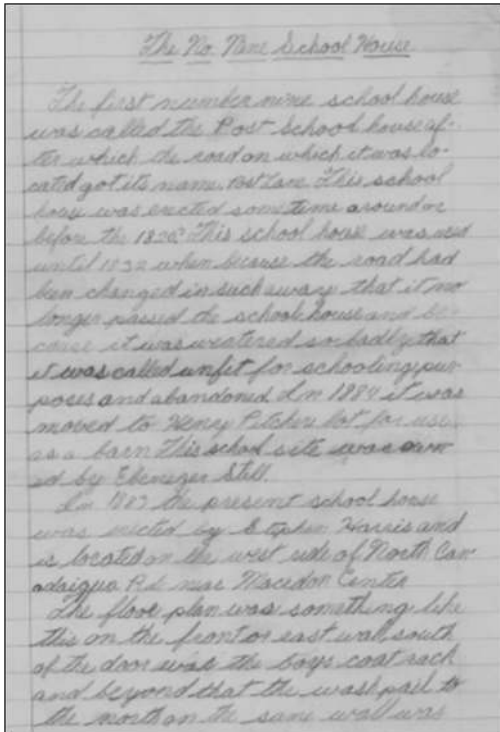 The No. Nine School House
The first number nine school house
was called the Post School house af-
ter which the road on which it was lo-
cated got its name, Post Lane. This school
house was erected some time around or
before the This school house was used
until when because the road had
been changed in such a way that it no
longer passed the school house and be-
cause it was weatered so badly that
it was called unfit for schooling pur
poses and abandoned In 1884 it was
moved to Henry Pitchers lot for use
as a barn This school site was own
ed by Ebenezer Still.
In the present school house
was erected by Stephen Harris and
is located on the west side of North Can
adaigua Rd. near Macedon Center
The floor plan was something like
this on the front or east wall, south
of the door was the boys coat rack
and beyond that the wash pail to
the north on the same wall was